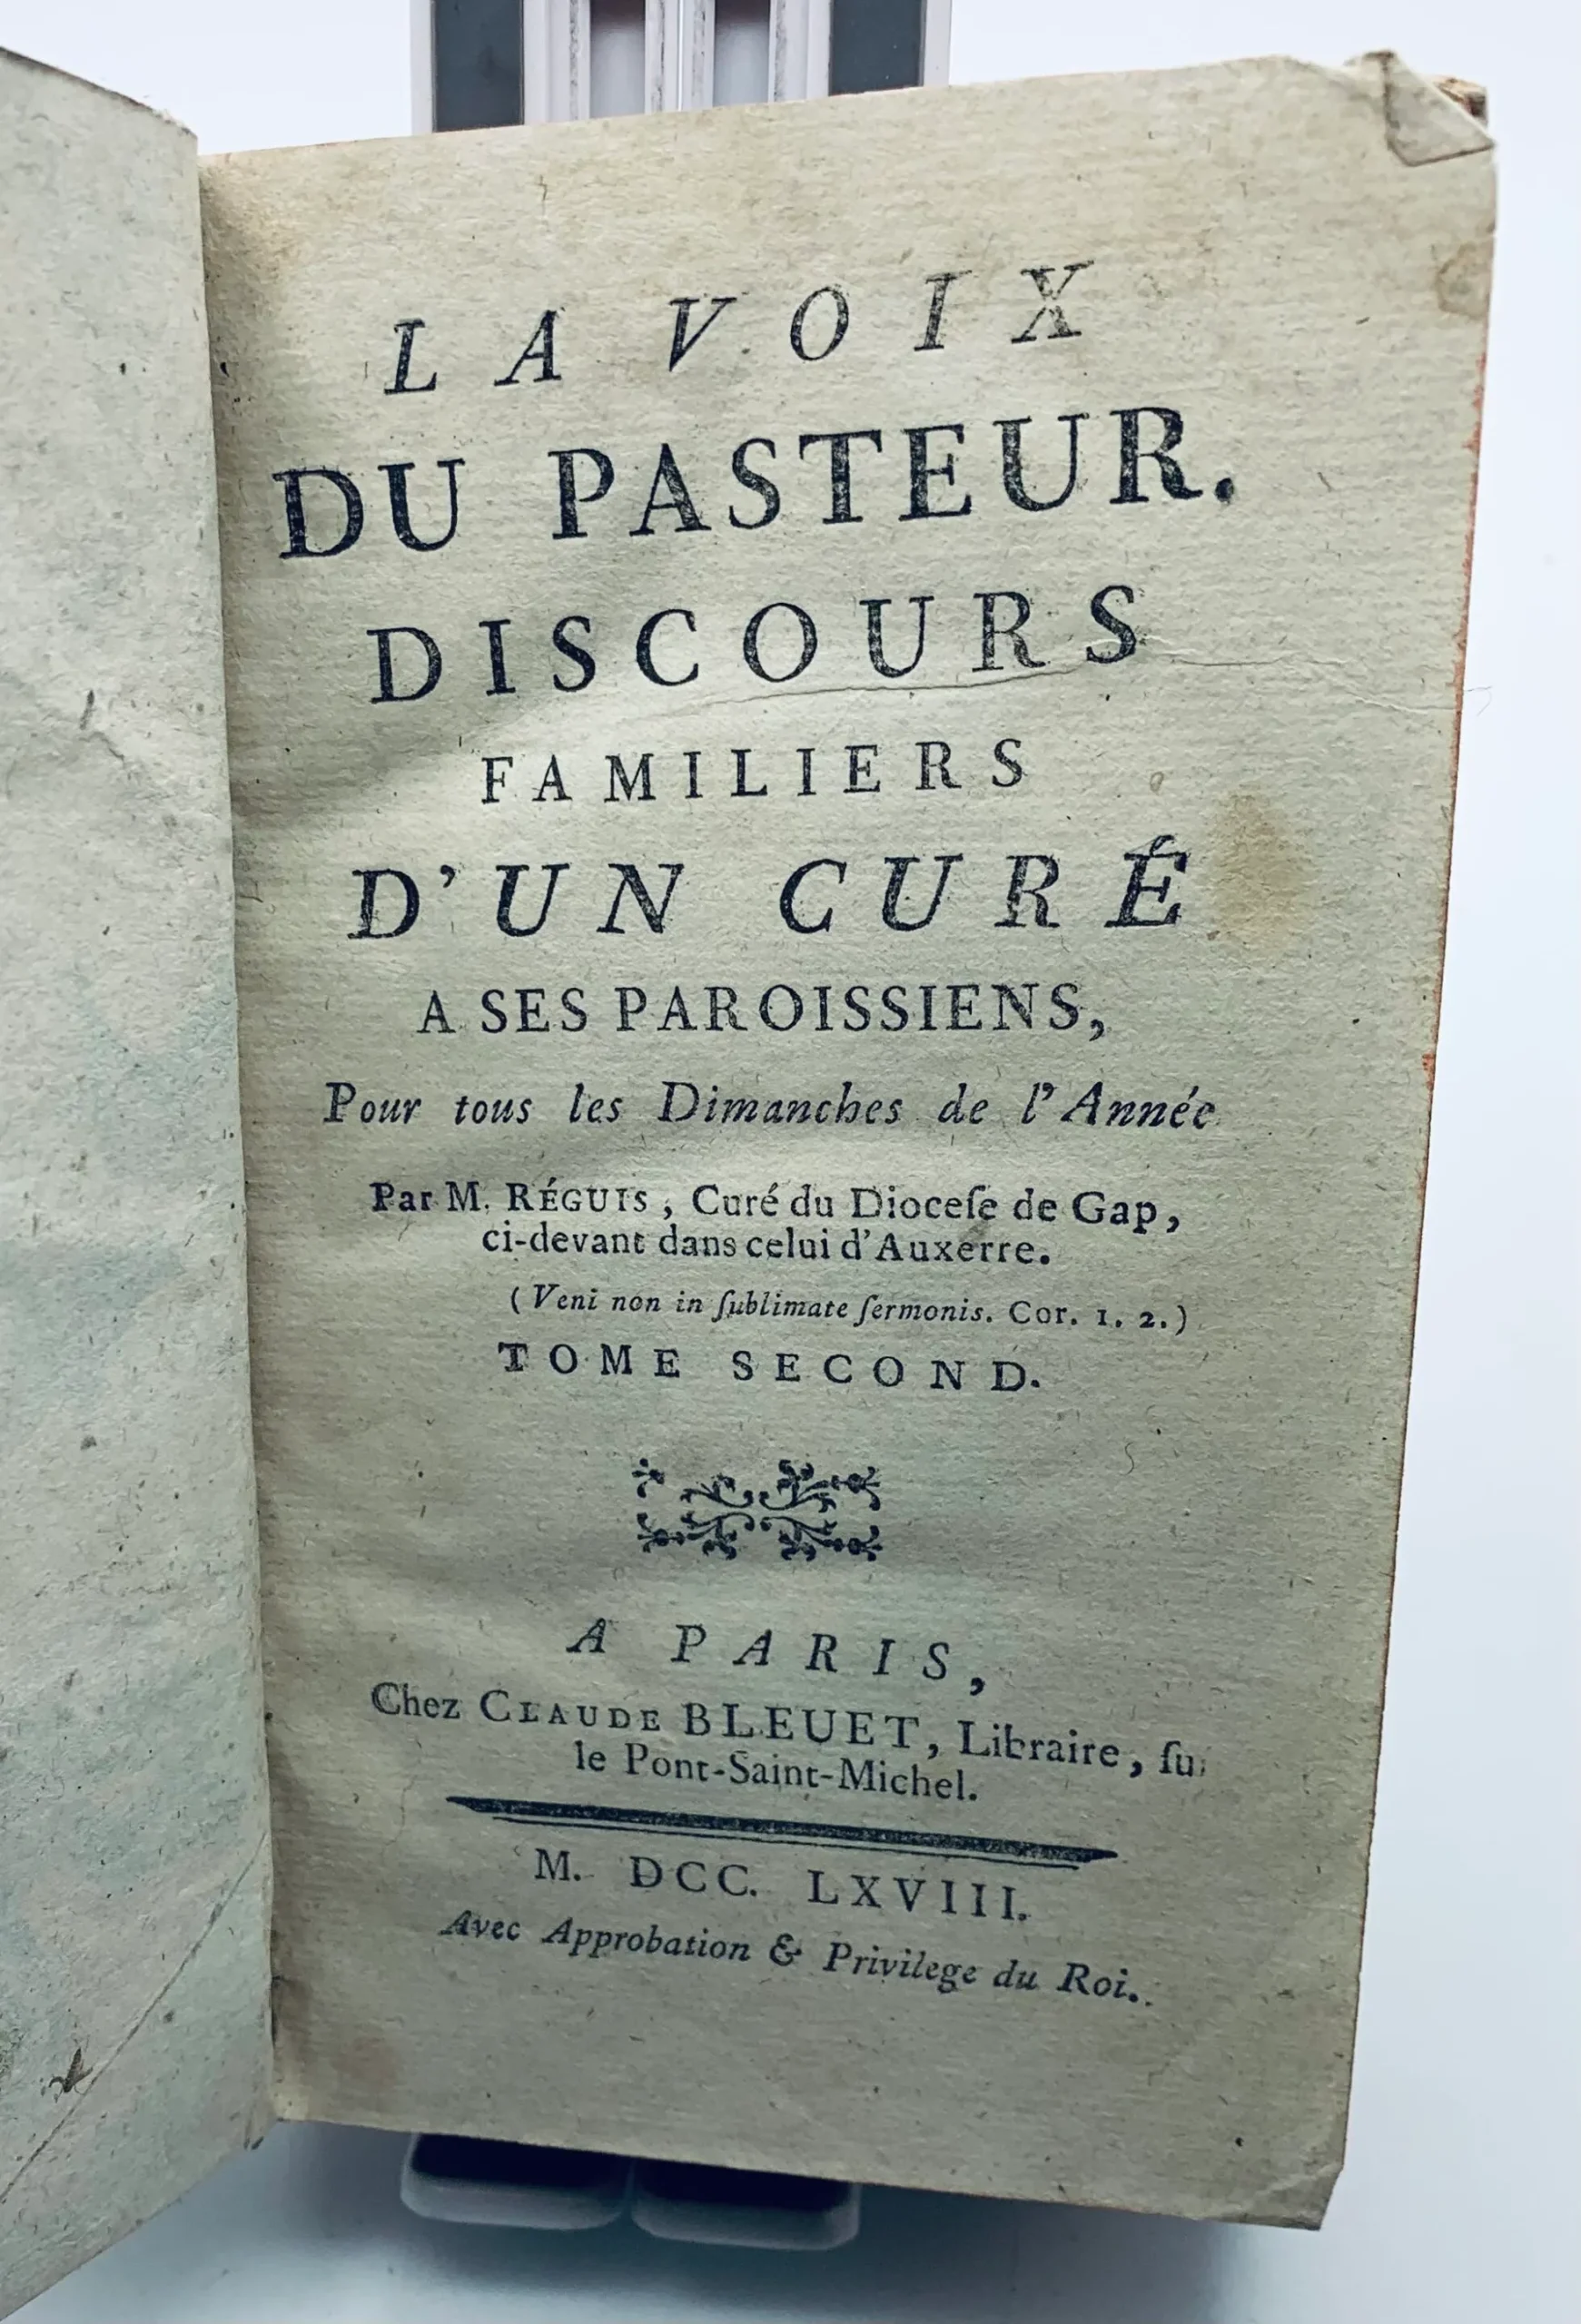 LA VOIX
DU PASTEUR.
DISCOURS
FAMILIERS
D'UN CURÉ
A SES PAROISSIENS,
Pour tous les Dimanches de l'Année
Par M. RÉGUIS, Curé du Dioceſe de Gap,
ci-devant dans celui d'Auxerre.
(Veni non in ſublimate ſermonis. Cor. 1. 2.)
TOME SECOND.
A PARIS,
Chez CLAUDE BLEUET, Libraire, ſu
le Pont-Saint-Michel.
M. DCC. LXVIII.
Avec Approbation & Privilege du Roi.